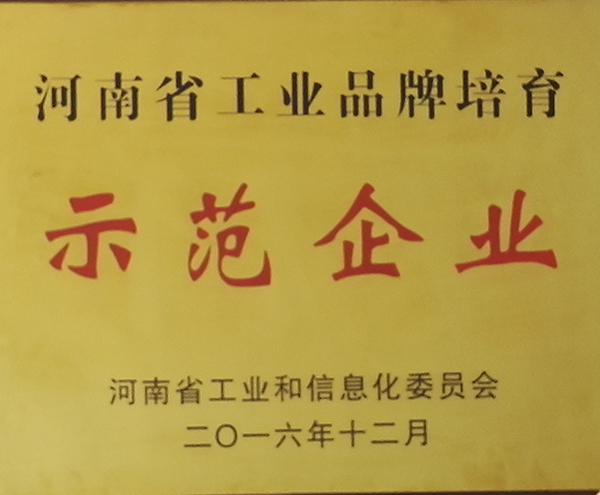 河南省工业品牌培育
示范企业
河南省工业和信息化委员会
二〇一六年十二月